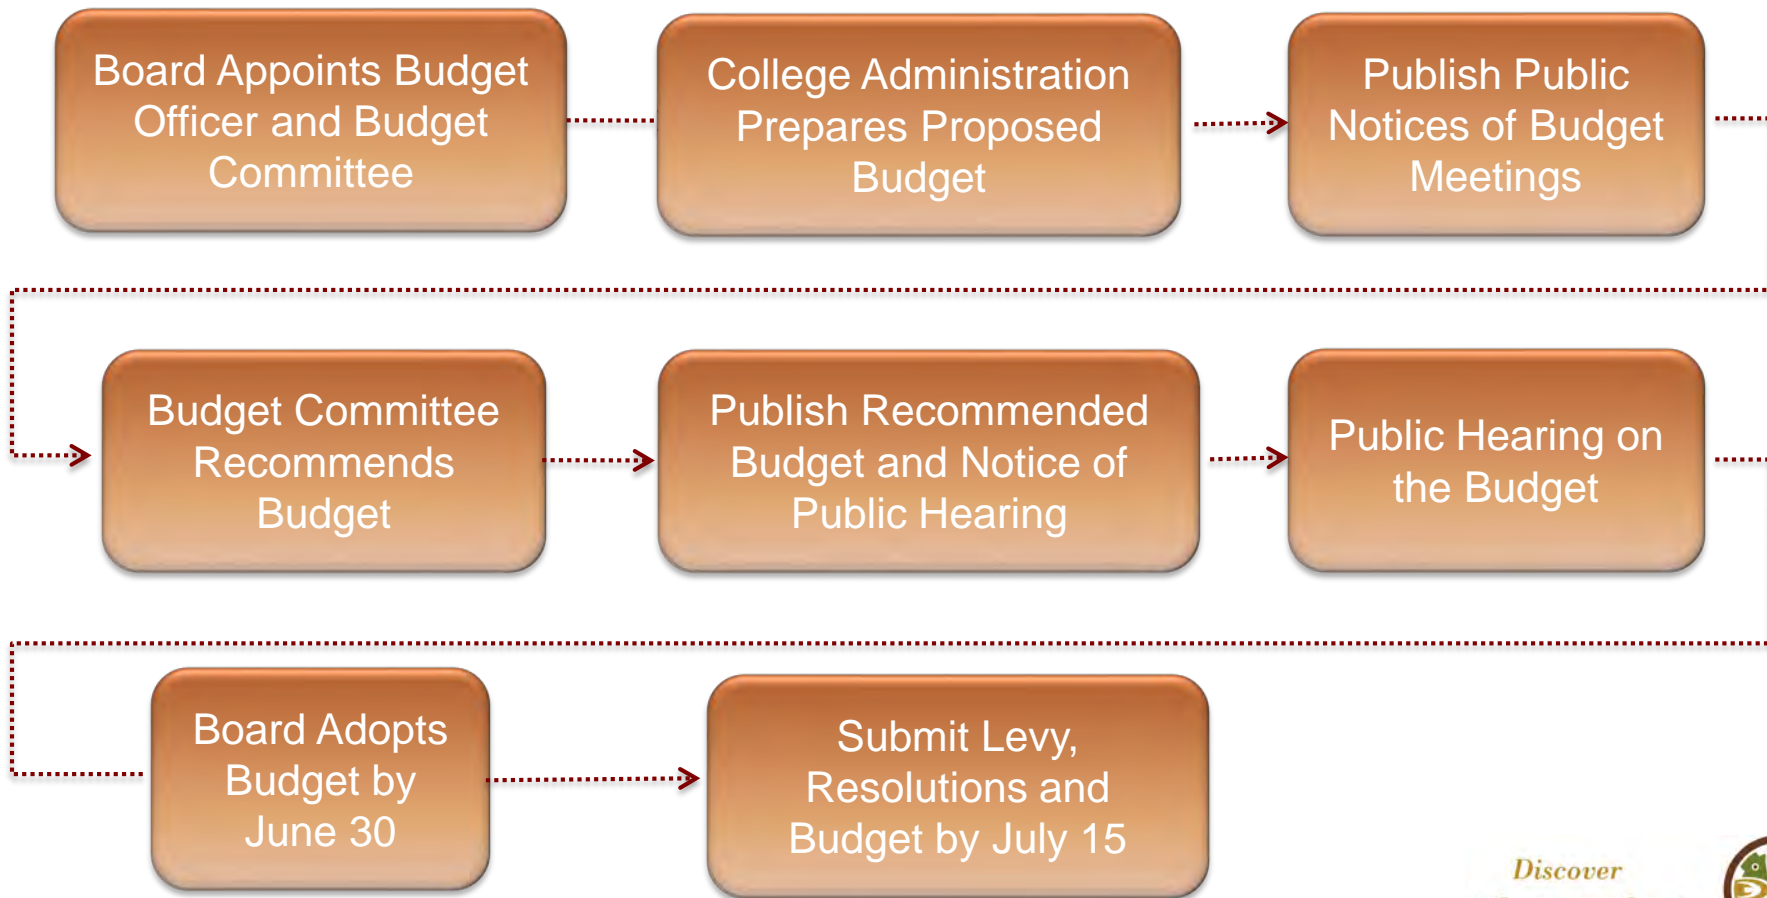 Board Appoints Budget
Officer and Budget
Committee
College Administration
Prepares Proposed
Budget
Publish Public
Notices of Budget
Meetings
Budget Committee
Recommends
Budget
Publish Recommended
Budget and Notice of
Public Hearing
Public Hearing on
the Budget
Board Adopts
Budget by
June 30
Submit Levy,
Resolutions and
Budget by July 15
Discover